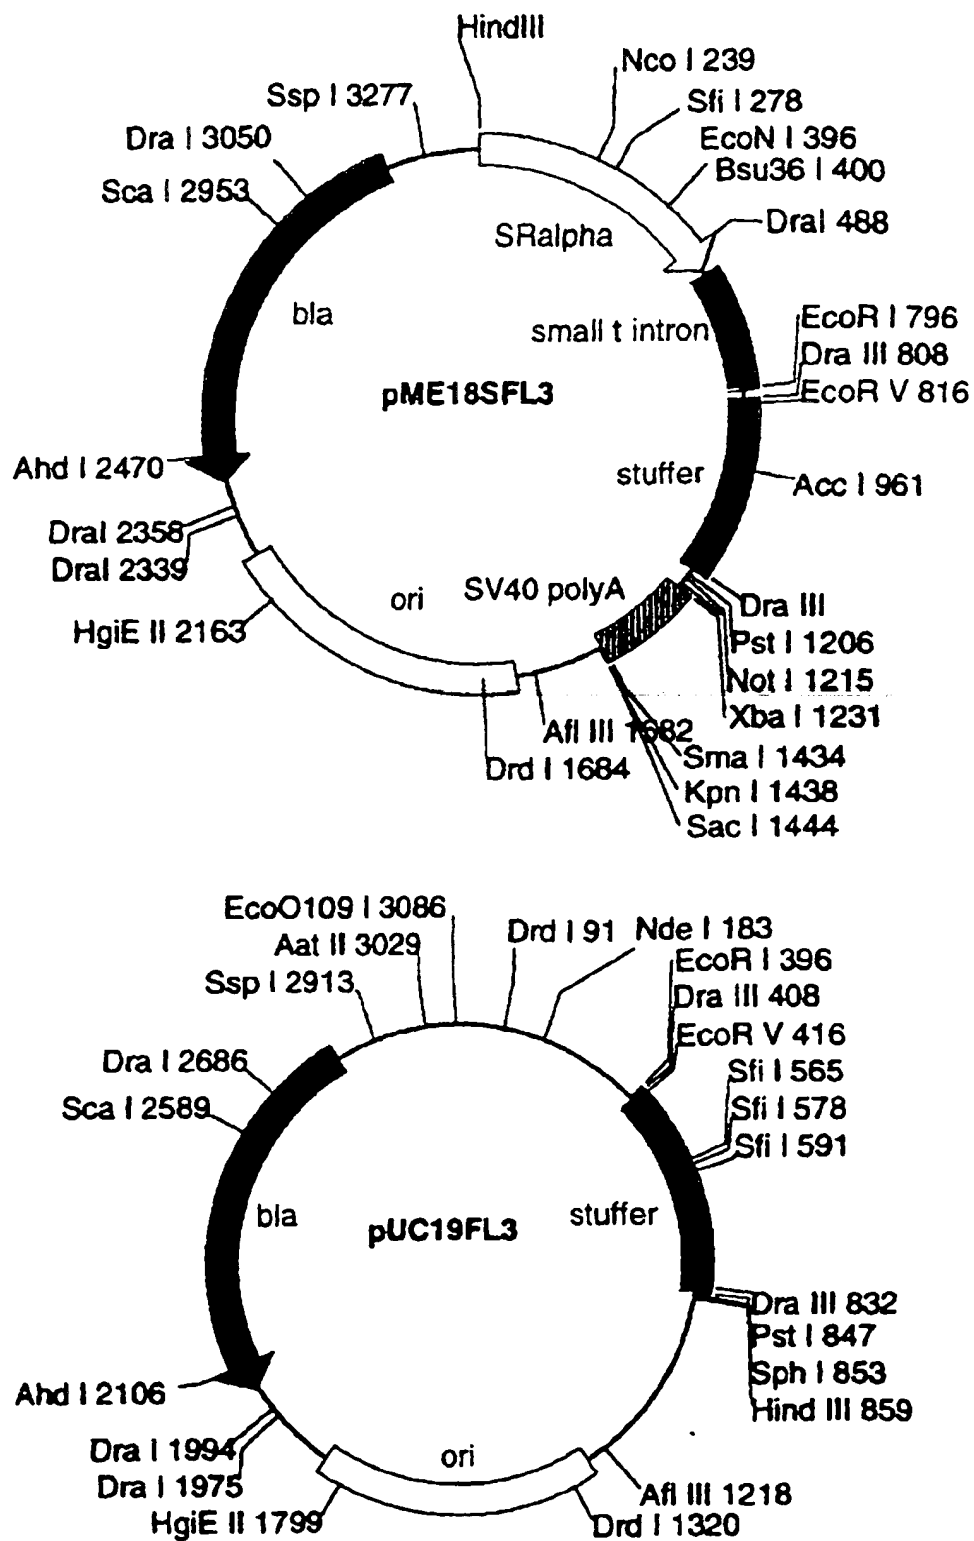 HindIII
Nco I 239
Ssp I 3277
Sfi I 278
Dra I 3050
EcoN I 396
Sca I 2953
Bsu36 I 400
DraI 488
SRalpha
bla
small t intron
EcoR I 796
Dra III 808
pME18SFL3
EcoR V 816
Ahd I 2470
stuffer
Acc I 961
DraI 2358
DraI 2339
ori
SV40 polyA
HgiE II 2163
Dra III
Pst I 1206
Not I 1215
Xba I 1231
Afl III 1682
Drd I 1684
Sma I 1434
Kpn I 1438
Sac I 1444
EcoO109 I 3086
Aat II 3029
Drd I 91
Nde I 183
Ssp I 2913
EcoR I 396
Dra III 408
EcoR V 416
Dra I 2686
Sfi I 565
Sca I 2589
Sfi I 578
Sfi I 591
bla
pUC19FL3
stuffer
Dra III 832
Pst I 847
Sph I 853
Hind III 859
Ahd I 2106
Dra I 1994
Dra I 1975
ori
HgiE II 1799
Afl III 1218
Drd I 1320